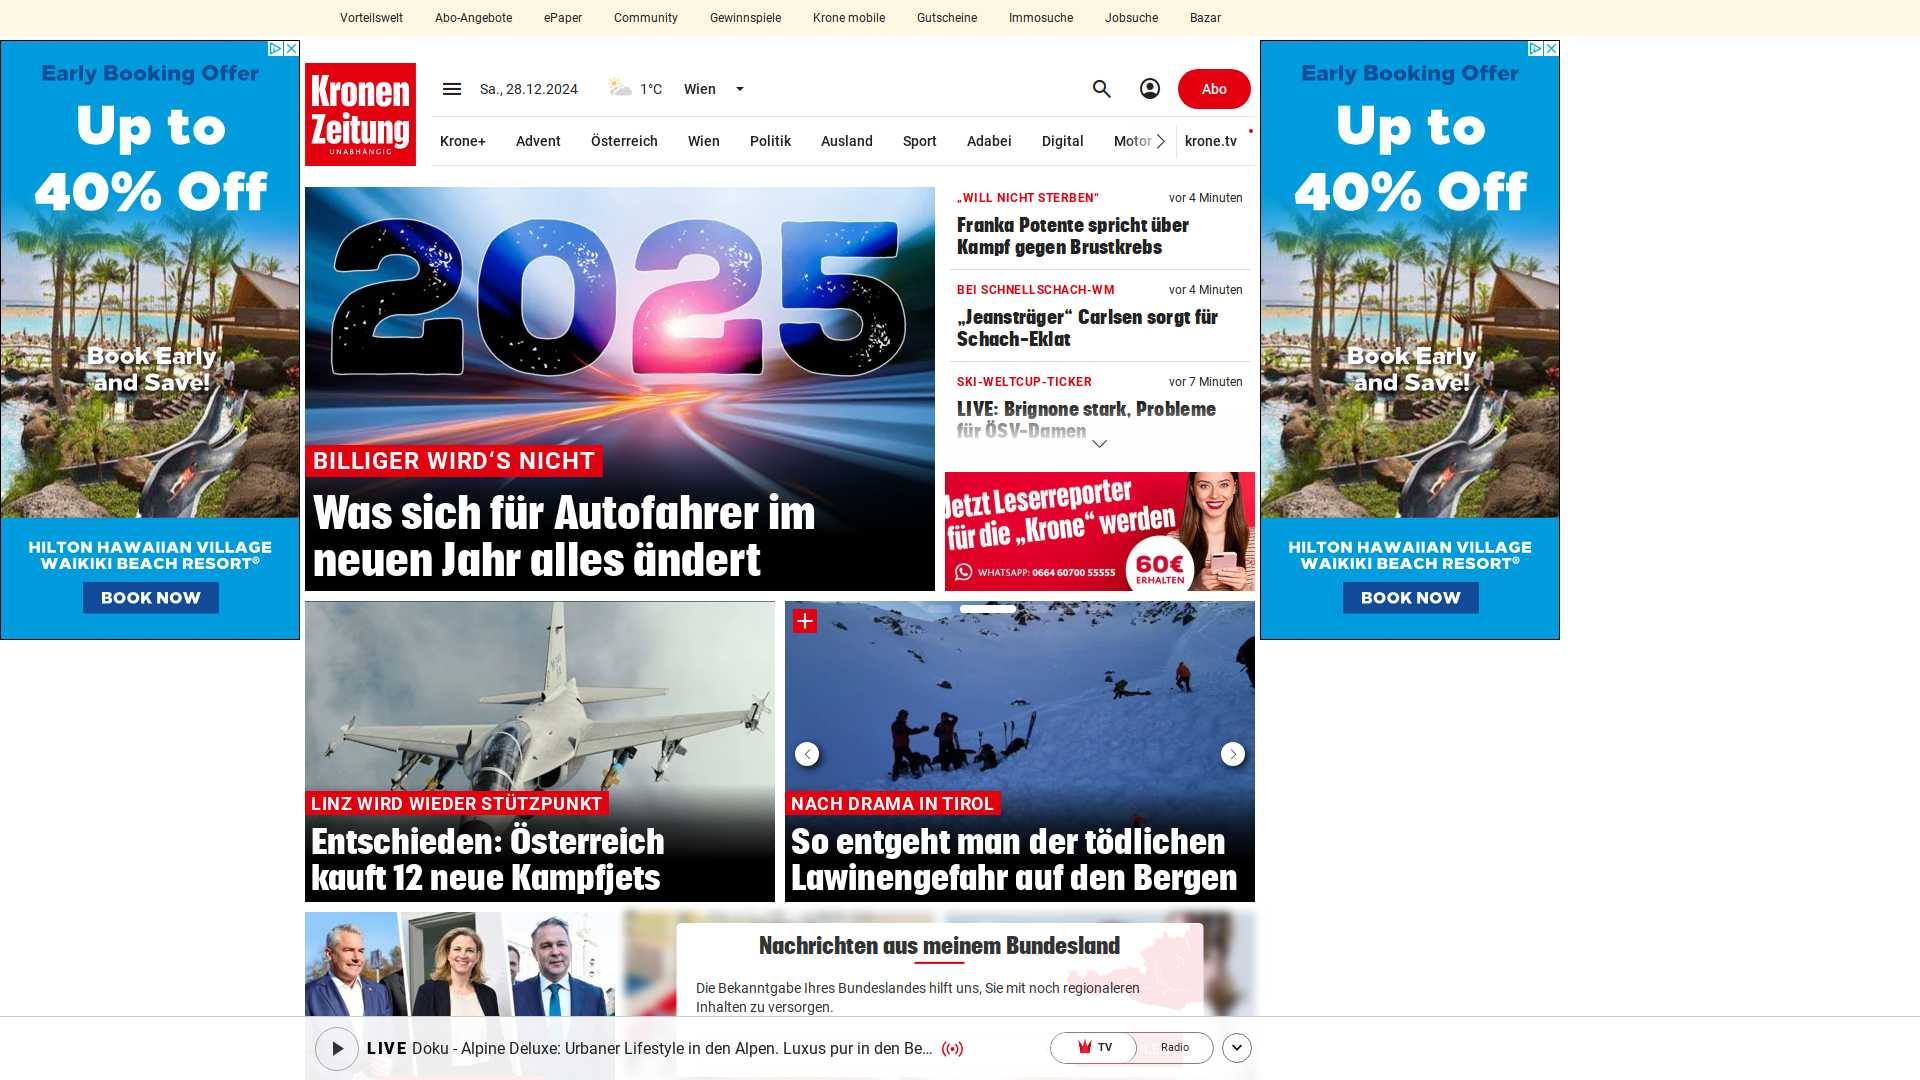 Vorteilswelt
Abo-Angebote
ePaper
Community
Gewinnspiele
Krone mobile
Gutscheine
Immosuche
Jobsuche
Bazar
Early Booking Offer
Up to
40% Off
Book Early
and Save!
HILTON HAWAIIAN VILLAGE
WAIKIKI BEACH RESORT®
BOOK NOW
Kronen
Zeitung
UNABHÄNGIG
Sa., 28.12.2024
1°C
Wien
Abo
Krone+
Advent
Österreich
Wien
Politik
Ausland
Sport
Adabei
Digital
Motor
krone.tv
2025
BILLIGER WIRD‘S NICHT
Was sich für Autofahrer im
neuen Jahr alles ändert
„WILL NICHT STERBEN“
vor 4 Minuten
Franka Potente spricht über
Kampf gegen Brustkrebs
BEI SCHNELLSCHACH-WM
vor 4 Minuten
„Jeansträger“ Carlsen sorgt für
Schach-Eklat
SKI-WELTCUP-TICKER
vor 7 Minuten
LIVE: Brignone stark, Probleme
für ÖSV-Damen
Jetzt Leserreporter
für die „Krone“ werden
WHATSAPP: 0664 60700 55555
60€
ERHALTEN
Early Booking Offer
Up to
40% Off
Book Early
and Save!
HILTON HAWAIIAN VILLAGE
WAIKIKI BEACH RESORT®
BOOK NOW
LINZ WIRD WIEDER STÜTZPUNKT
Entschieden: Österreich
kauft 12 neue Kampfjets
NACH DRAMA IN TIROL
So entgeht man der tödlichen
Lawinengefahr auf den Bergen
Nachrichten aus meinem Bundesland
Die Bekanntgabe Ihres Bundeslandes hilft uns, Sie mit noch regionaleren
Inhalten zu versorgen.
LIVE Doku - Alpine Deluxe: Urbaner Lifestyle in den Alpen. Luxus pur in den Be...
TV
Radio